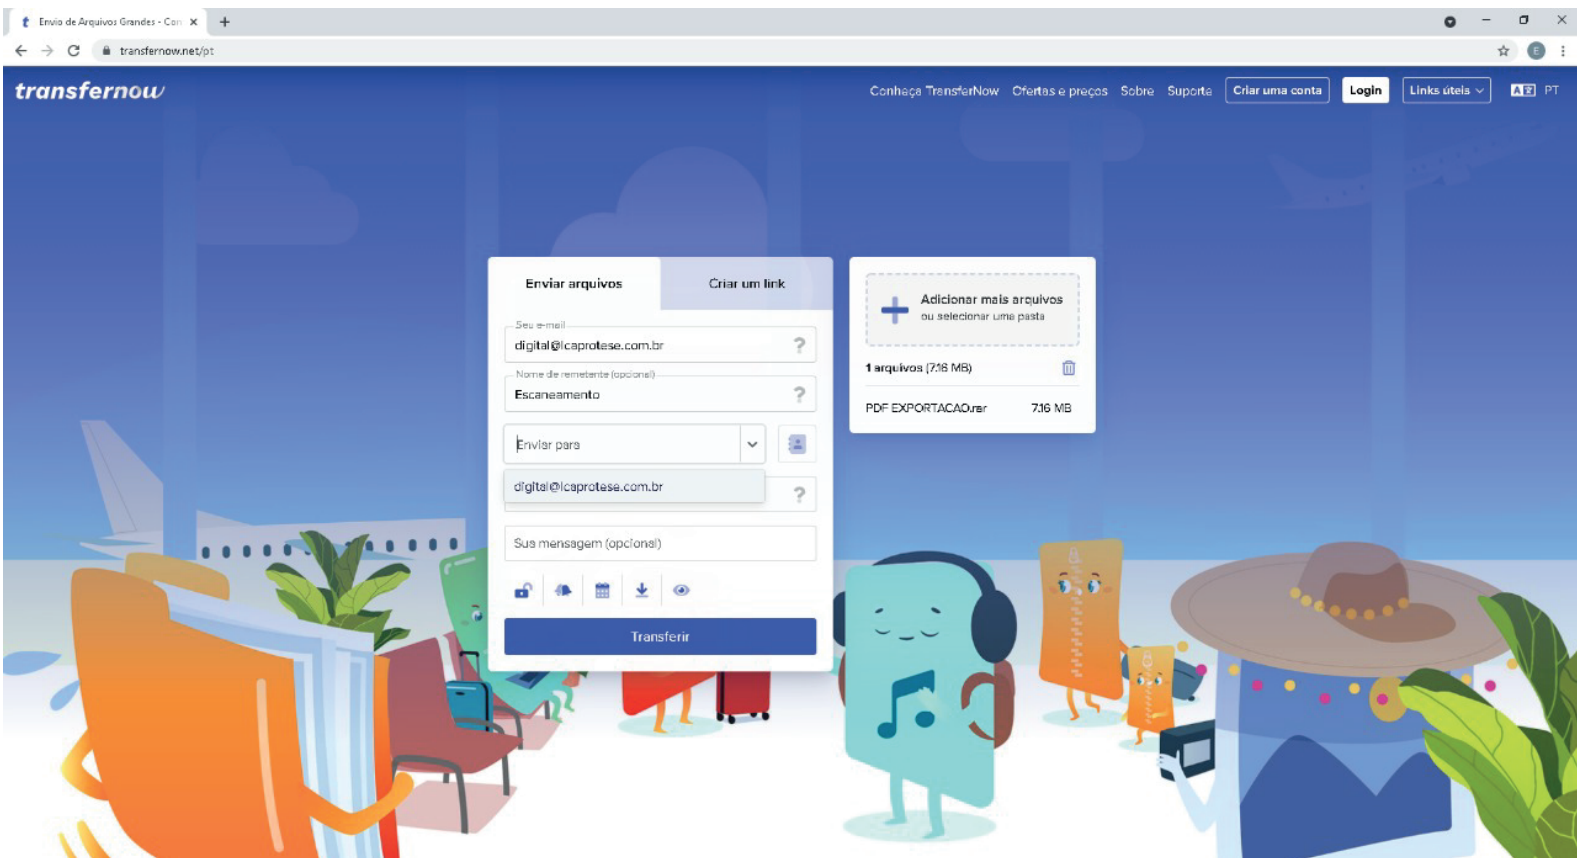 Envio de Arquivos Grandes - Con
transfernow.net/pt
E
transfernow
Conheça TransferNow Ofertas e preços Sobre Suporte Criar uma conta Login Links úteis PT
Enviar arquivos
Criar um link
Seu e-mail
digital@lcaprotese.com.br
?
Nome de remetente (opcional)
Escaneamento
?
Enviar para
digital@lcaprotese.com.br
?
Sua mensagem (opcional)
Transferir
Adicionar mais arquivos
ou selecionar uma pasta
1 arquivos (7.16 MB)
PDF EXPORTACAO.rar 7.16 MB